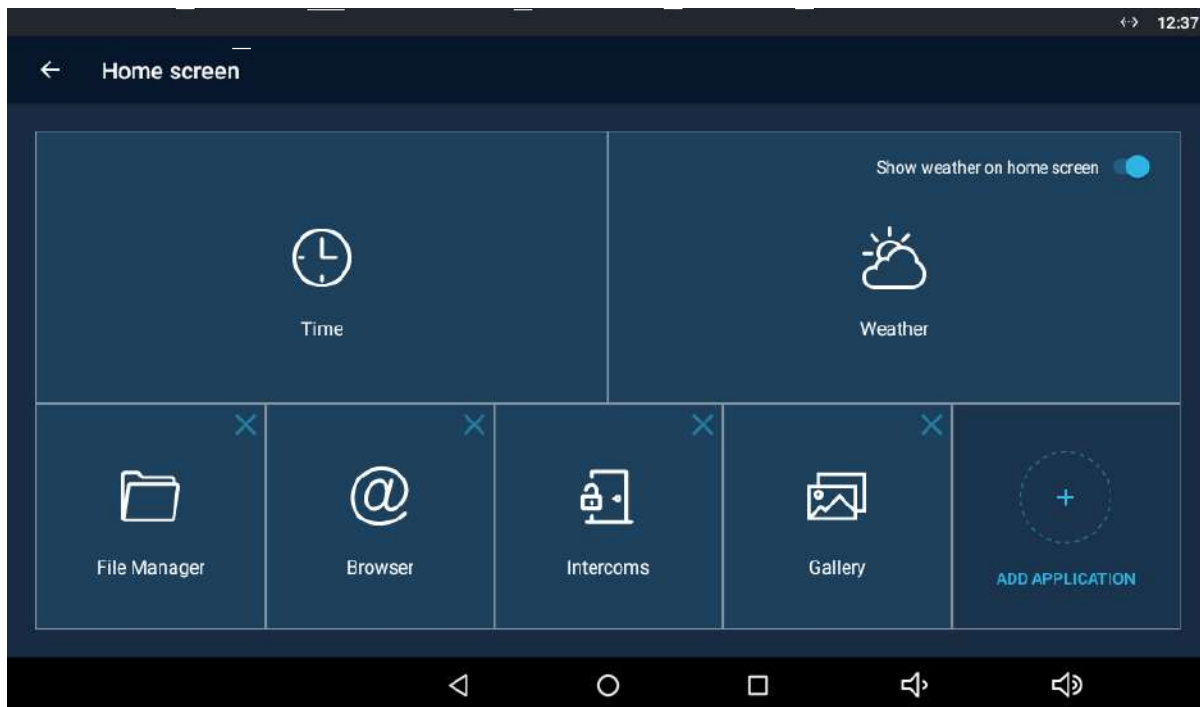 12:37
Home screen
Show weather on home screen
Time
Weather
File Manager
Browser
Intercoms
Gallery
ADD APPLICATION